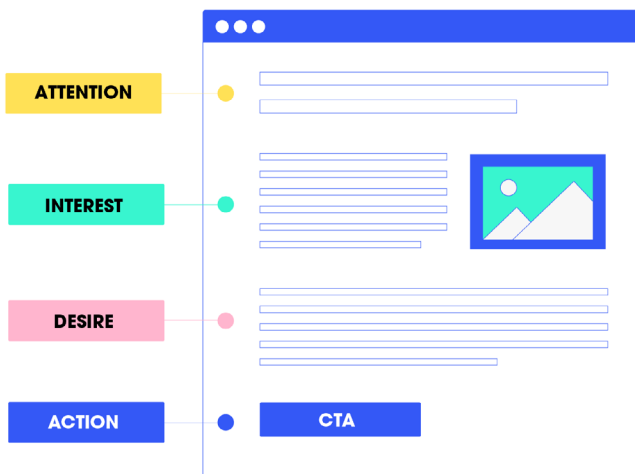 ATTENTION
INTEREST
DESIRE
ACTION
CTA